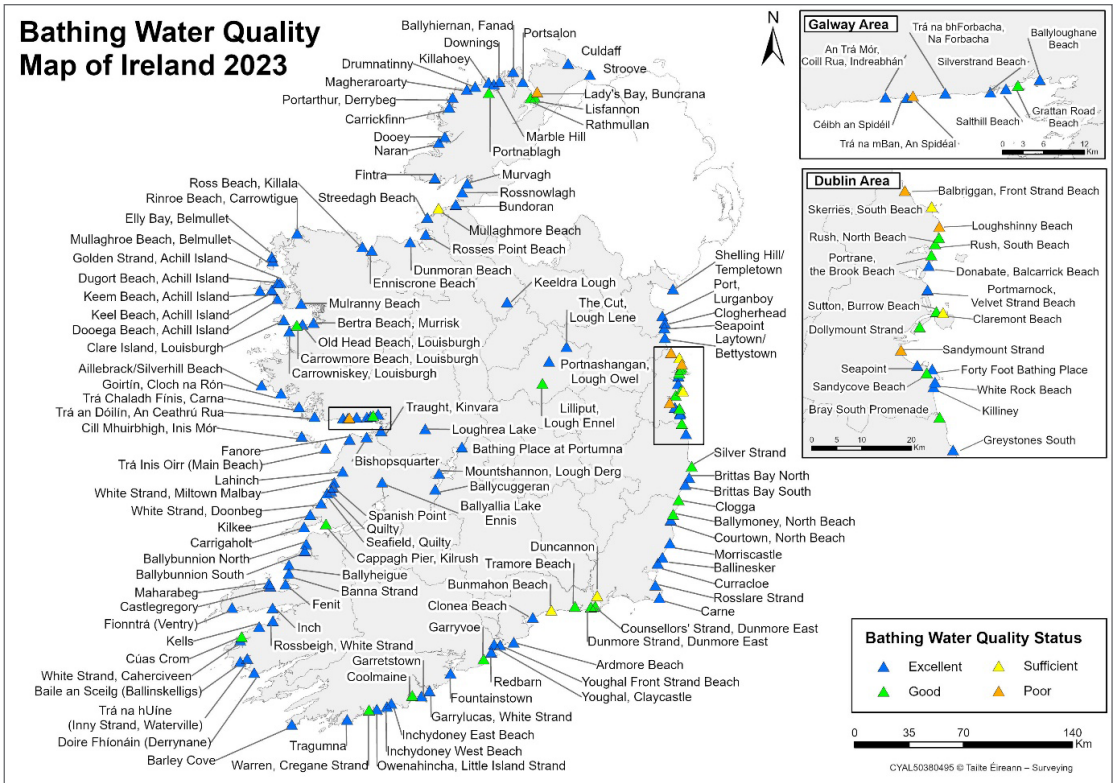 Bathing Water Quality
Map of Ireland 2023
N
Ballyhiernan, Fanad
Downings
Killahoey
Drumnatinny
Magheraroarty
Portarthur, Derrybeg
Carrickfinn
Dooey
Naran
Portsalon
Culdaff
Stroove
Lady's Bay, Buncrana
Lisfannon
Rathmullan
Marble Hill
Portnablagh
Fintra
Murvagh
Rossnowlagh
Bundoran
Ross Beach, Killala
Rinroe Beach, Carrowtigue
Streedagh Beach
Elly Bay, Belmullet
Mullaghroe Beach, Belmullet
Golden Strand, Achill Island
Dugort Beach, Achill Island
Keem Beach, Achill Island
Keel Beach, Achill Island
Dooega Beach, Achill Island
Clare Island, Louisburgh
Mullaghmore Beach
Rosses Point Beach
Dunmoran Beach
Enniscrone Beach
Mulranny Beach
Bertra Beach, Murrisk
Old Head Beach, Louisburgh
Carrowmore Beach, Louisburgh
Carrowniskey, Louisburgh
Keeldra Lough
The Cut,
Lough Lene
Portnashangan,
Lough Owel
Lilliput,
Lough Ennel
Shelling Hill/
Templetown
Port,
Lurganboy
Clogherhead
Seapoint
Laytown/
Bettystown
Aillebrack/Silverhill Beach
Goirtín, Cloch na Rón
Trá Chaladh Fínis, Carna
Trá an Dóilín, An Ceathrú Rua
Cill Mhuirbhigh, Inis Mór
Traught, Kinvara
Loughrea Lake
Bathing Place at Portumna
Fanore
Bishopsquarter
Trá Inis Oirr (Main Beach)
Lahinch
Mountshannon, Lough Derg
Ballycuggeran
White Strand, Miltown Malbay
Ballyallia Lake
Ennis
White Strand, Doonbeg
Spanish Point
Quilty
Seafield, Quilty
Kilkee
Carrigaholt
Cappagh Pier, Kilrush
Ballybunnion North
Ballybunnion South
Ballyheigue
Banna Strand
Maharabeg
Castlegregory
Fenit
Fionntrá (Ventry)
Inch
Kells
Rossbeigh, White Strand
Cúas Crom
White Strand, Caherciveen
Baile an Sceilg (Ballinskelligs)
Trá na hUíne
(Inny Strand, Waterville)
Doire Fhíonáin (Derrynane)
Barley Cove
Tragumna
Warren, Cregane Strand
Owenahincha, Little Island Strand
Inchydoney West Beach
Inchydoney East Beach
Garrylucas, White Strand
Coolmaine
Garretstown
Fountainstown
Garryvoe
Redbarn
Youghal, Claycastle
Youghal Front Strand Beach
Ardmore Beach
Clonea Beach
Bunmahon Beach
Tramore Beach
Duncannon
Dunmore Strand, Dunmore East
Counsellors' Strand, Dunmore East
Silver Strand
Brittas Bay North
Brittas Bay South
Clogga
Ballymoney, North Beach
Courtown, North Beach
Morriscastle
Ballinesker
Curracloe
Rosslare Strand
Carne
Galway Area
An Trá Mór,
Coill Rua, Indreabhán
Trá na bhForbacha,
Na Forbacha
Silverstrand Beach
Ballyloughane
Beach
Céibh an Spidéil
Trá na mBan, An Spidéal
Salthill Beach
Grattan Road
Beach
0 3 6 12
Km
Dublin Area
Balbriggan, Front Strand Beach
Skerries, South Beach
Loughshinny Beach
Rush, North Beach
Rush, South Beach
Portrane,
the Brook Beach
Donabate, Balcarrick Beach
Portmarnock,
Velvet Strand Beach
Sutton, Burrow Beach
Claremont Beach
Dollymount Strand
Sandymount Strand
Seapoint
Forty Foot Bathing Place
Sandycove Beach
White Rock Beach
Killiney
Bray South Promenade
Greystones South
0 10 20
Km
Bathing Water Quality Status
Excellent
Sufficient
Good
Poor
0 35 70 140
Km
CYAL50380495 © Tailte Éireann – Surveying